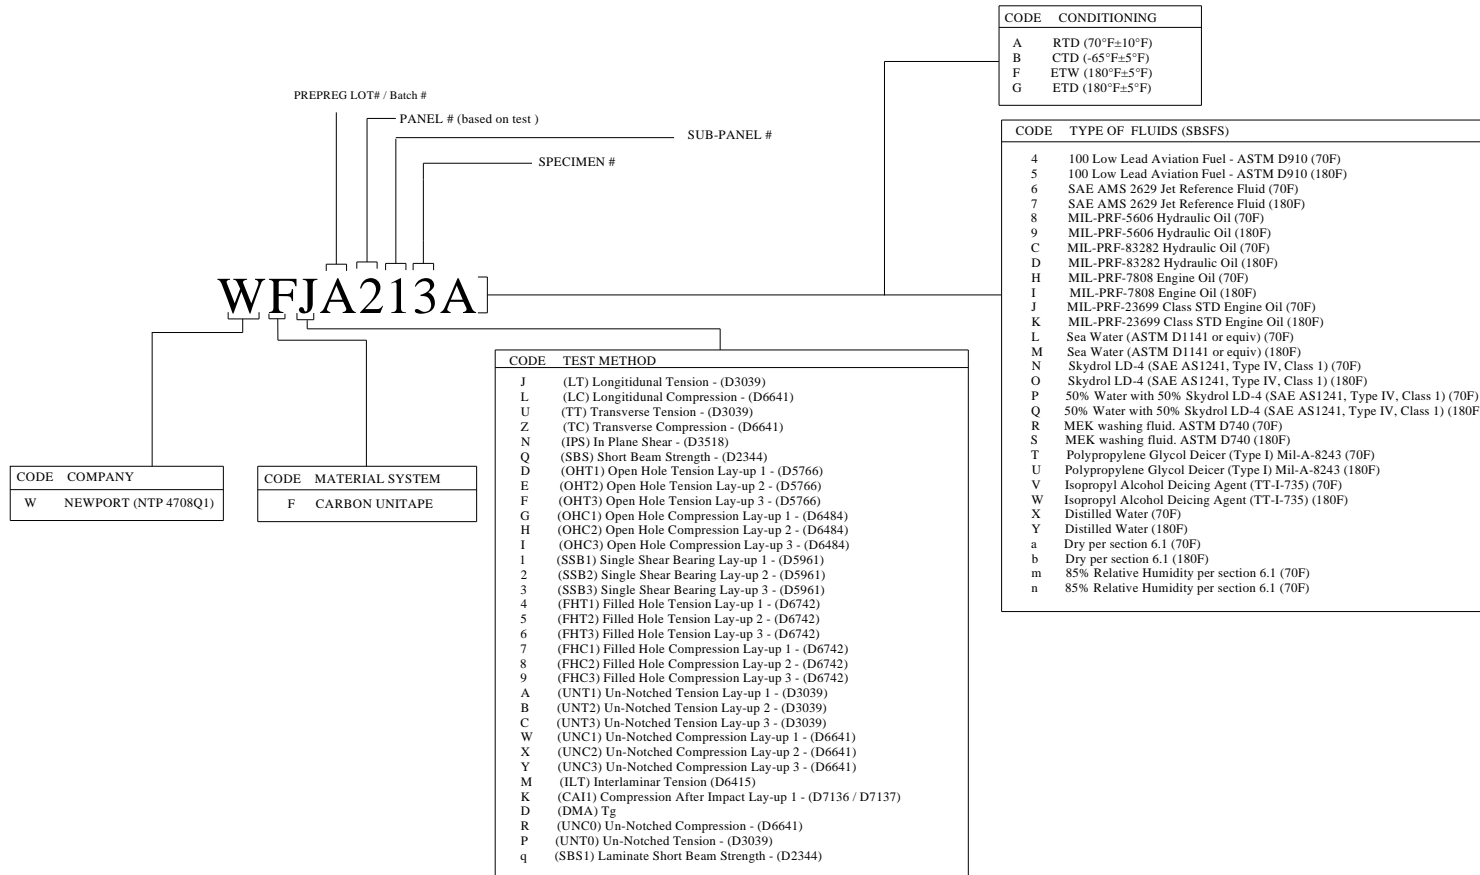 CODE CONDITIONING
A RTD (70°F±10°F)
B CTD (-65°F±5°F)
F ETW (180°F±5°F)
G ETD (180°F±5°F)
PREPREG LOT# / Batch #
PANEL # (based on test )
SUB-PANEL #
SPECIMEN #
WFJA213A
CODE TYPE OF FLUIDS (SBSFS)
4 100 Low Lead Aviation Fuel - ASTM D910 (70F)
5 100 Low Lead Aviation Fuel - ASTM D910 (180F)
6 SAE AMS 2629 Jet Reference Fluid (70F)
7 SAE AMS 2629 Jet Reference Fluid (180F)
8 MIL-PRF-5606 Hydraulic Oil (70F)
9 MIL-PRF-5606 Hydraulic Oil (180F)
C MIL-PRF-83282 Hydraulic Oil (70F)
D MIL-PRF-83282 Hydraulic Oil (180F)
H MIL-PRF-7808 Engine Oil (70F)
I MIL-PRF-7808 Engine Oil (180F)
J MIL-PRF-23699 Class STD Engine Oil (70F)
K MIL-PRF-23699 Class STD Engine Oil (180F)
L Sea Water (ASTM D1141 or equiv) (70F)
M Sea Water (ASTM D1141 or equiv) (180F)
N Skydrol LD-4 (SAE AS1241, Type IV, Class 1) (70F)
O Skydrol LD-4 (SAE AS1241, Type IV, Class 1) (180F)
P 50% Water with 50% Skydrol LD-4 (SAE AS1241, Type IV, Class 1) (70F)
Q 50% Water with 50% Skydrol LD-4 (SAE AS1241, Type IV, Class 1) (180F
R MEK washing fluid. ASTM D740 (70F)
S MEK washing fluid. ASTM D740 (180F)
T Polypropylene Glycol Deicer (Type I) Mil-A-8243 (70F)
U Polypropylene Glycol Deicer (Type I) Mil-A-8243 (180F)
V Isopropyl Alcohol Deicing Agent (TT-I-735) (70F)
W Isopropyl Alcohol Deicing Agent (TT-I-735) (180F)
X Distilled Water (70F)
Y Distilled Water (180F)
a Dry per section 6.1 (70F)
b Dry per section 6.1 (180F)
m 85% Relative Humidity per section 6.1 (70F)
n 85% Relative Humidity per section 6.1 (70F)
CODE COMPANY
W NEWPORT (NTP 4708Q1)
CODE MATERIAL SYSTEM
F CARBON UNITAPE
CODE TEST METHOD
J (LT) Longitidunal Tension - (D3039)
L (LC) Longitidunal Compression - (D6641)
U (TT) Transverse Tension - (D3039)
Z (TC) Transverse Compression - (D6641)
N (IPS) In Plane Shear - (D3518)
Q (SBS) Short Beam Strength - (D2344)
D (OHT1) Open Hole Tension Lay-up 1 - (D5766)
E (OHT2) Open Hole Tension Lay-up 2 - (D5766)
F (OHT3) Open Hole Tension Lay-up 3 - (D5766)
G (OHC1) Open Hole Compression Lay-up 1 - (D6484)
H (OHC2) Open Hole Compression Lay-up 2 - (D6484)
I (OHC3) Open Hole Compression Lay-up 3 - (D6484)
1 (SSB1) Single Shear Bearing Lay-up 1 - (D5961)
2 (SSB2) Single Shear Bearing Lay-up 2 - (D5961)
3 (SSB3) Single Shear Bearing Lay-up 3 - (D5961)
4 (FHT1) Filled Hole Tension Lay-up 1 - (D6742)
5 (FHT2) Filled Hole Tension Lay-up 2 - (D6742)
6 (FHT3) Filled Hole Tension Lay-up 3 - (D6742)
7 (FHC1) Filled Hole Compression Lay-up 1 - (D6742)
8 (FHC2) Filled Hole Compression Lay-up 2 - (D6742)
9 (FHC3) Filled Hole Compression Lay-up 3 - (D6742)
A (UNT1) Un-Notched Tension Lay-up 1 - (D3039)
B (UNT2) Un-Notched Tension Lay-up 2 - (D3039)
C (UNT3) Un-Notched Tension Lay-up 3 - (D3039)
W (UNC1) Un-Notched Compression Lay-up 1 - (D6641)
X (UNC2) Un-Notched Compression Lay-up 2 - (D6641)
Y (UNC3) Un-Notched Compression Lay-up 3 - (D6641)
M (ILT) Interlaminar Tension (D6415)
K (CAI1) Compression After Impact Lay-up 1 - (D7136 / D7137)
D (DMA) Tg
R (UNC0) Un-Notched Compression - (D6641)
P (UNT0) Un-Notched Tension - (D3039)
q (SBS1) Laminate Short Beam Strength - (D2344)